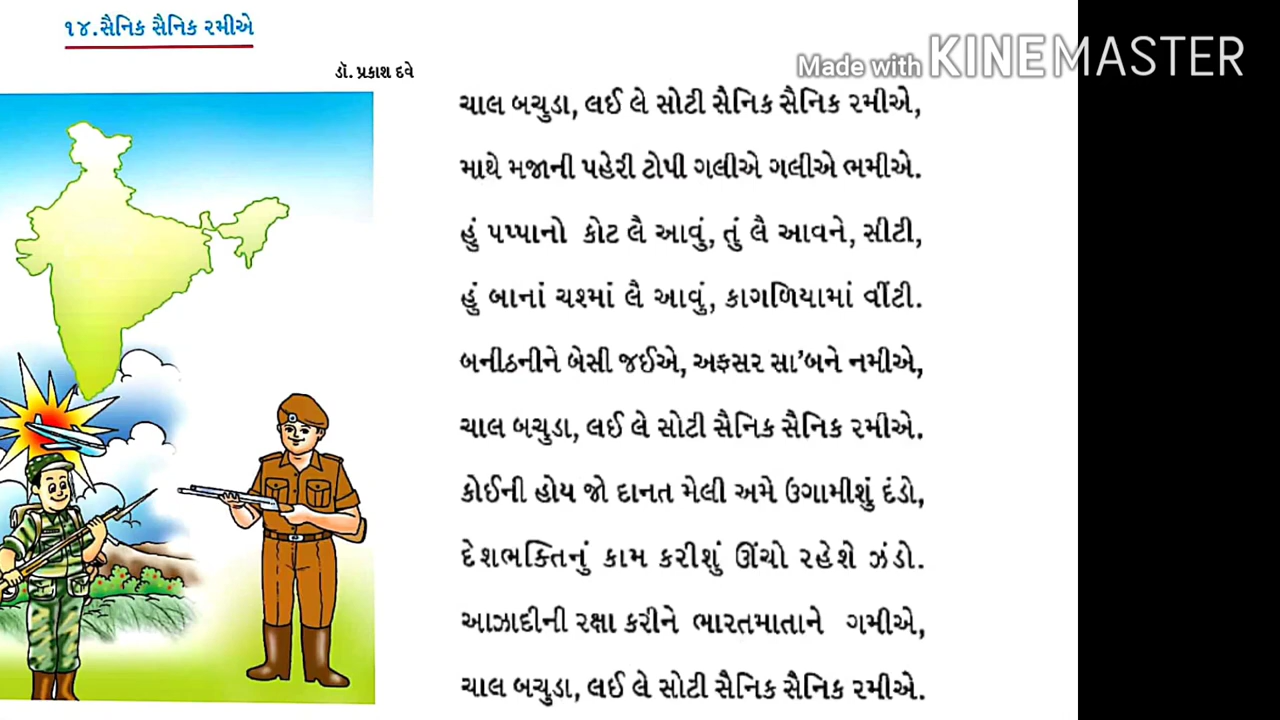 ૧૪.સૈનિક સૈનિક રમીએ
ડૉ. પ્રકાશ દવે
Made with KINEMASTER
ચાલ બચુડા, લઈ લે સોટી સૈનિક સૈનિક રમીએ,
માથે મજાની પહેરી ટોપી ગલીએ ગલીએ ભમીએ.
હું પપ્પાનો કોટ લૈ આવું, તું લૈ આવને, સીટી,
હું બાનાં ચશ્માં લૈ આવું, કાગળિયામાં વીંટી.
બનીઠનીને બેસી જઈએ, અફસર સા'બને નમીએ,
ચાલ બચુડા, લઈ લે સોટી સૈનિક સૈનિક રમીએ.
કોઈની હોય જો દાનત મેલી અમે ઉગામીશું દંડો,
દેશભક્તિનું કામ કરીશું ઊંચો રહેશે ઝંડો.
આઝાદીની રક્ષા કરીને ભારતમાતાને ગમીએ,
ચાલ બચુડા, લઈ લે સોટી સૈનિક સૈનિક રમીએ.